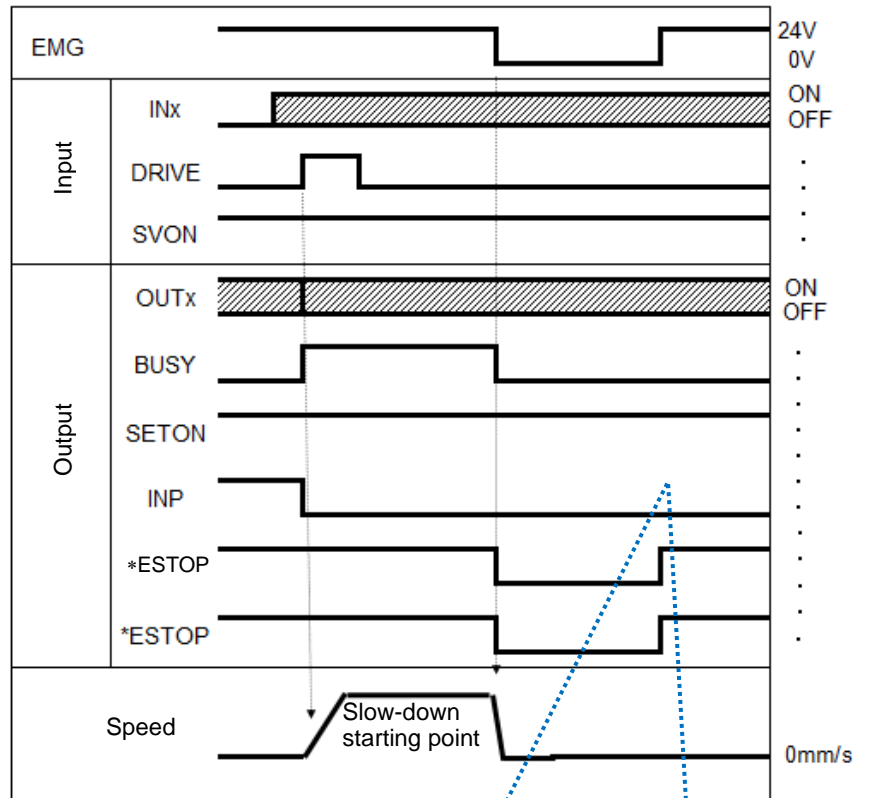 EMG
24V
0V
Input
INx
ON
OFF
DRIVE
SVON
Output
OUTx
ON
OFF
BUSY
SETON
INP
*ESTOP
*ESTOP
Speed
Slow-down
starting point
0mm/s